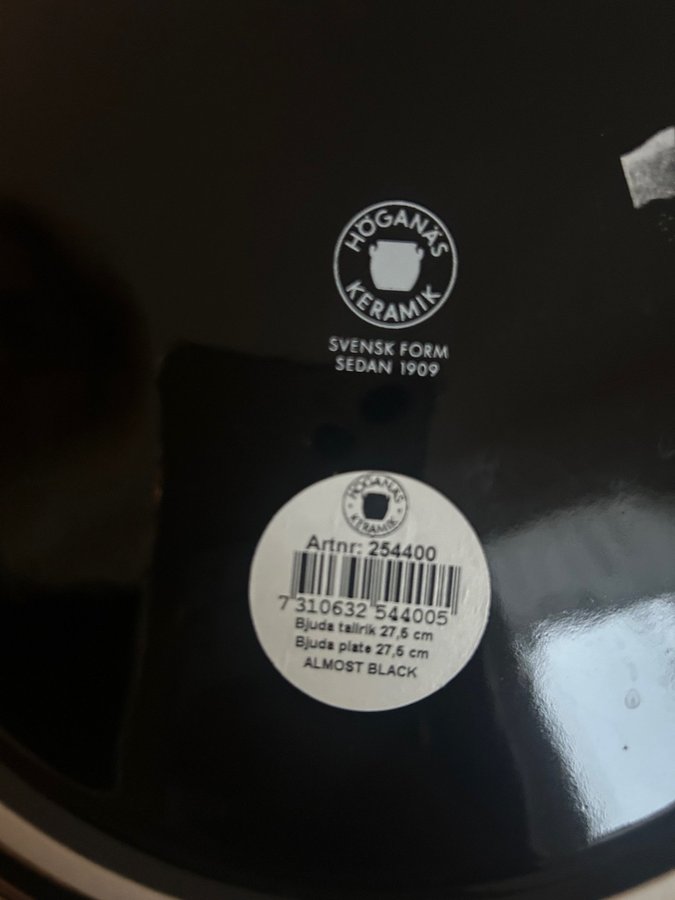 HÖGANÄS
KERAMIK
SVENSK FORM
SEDAN 1909
HÖGANÄS
KERAMIK
Artnr: 254400
7 310632 544005
Bjuda tallrik 27,5 cm
Bjuda plate 27,5 cm
ALMOST BLACK